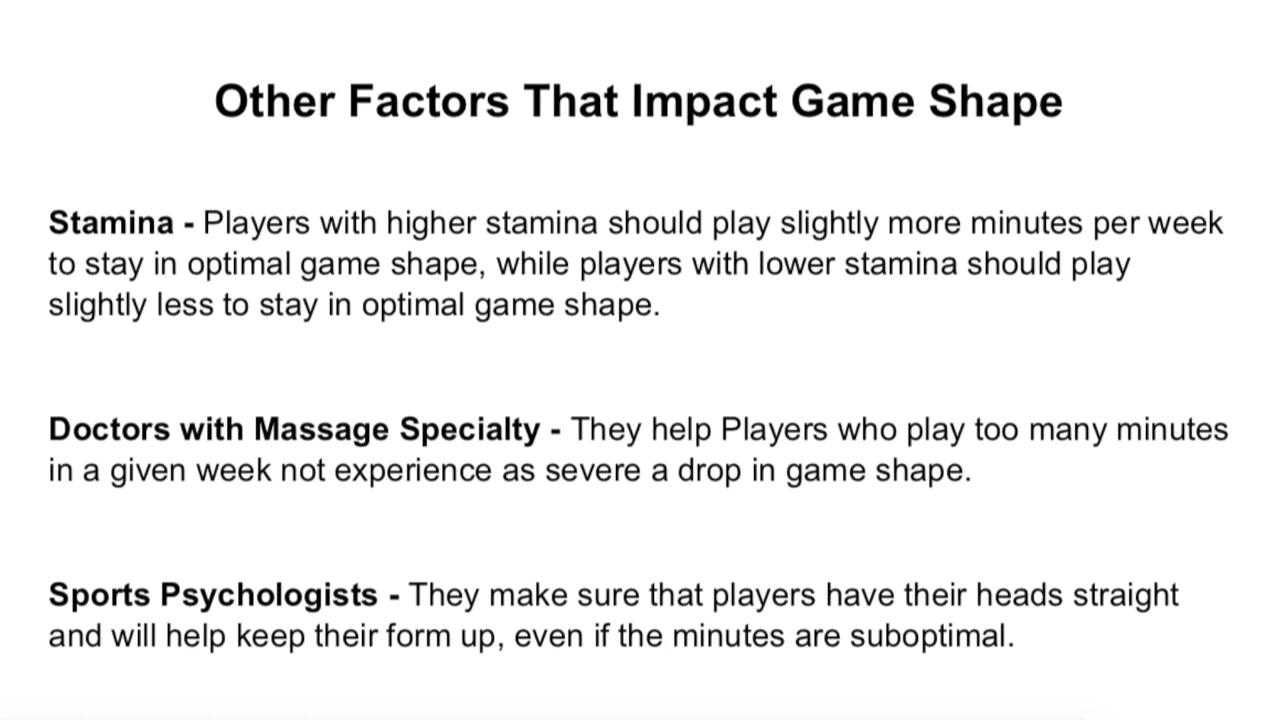 Other Factors That Impact Game Shape
Stamina - Players with higher stamina should play slightly more minutes per week
to stay in optimal game shape, while players with lower stamina should play
slightly less to stay in optimal game shape.
Doctors with Massage Specialty - They help Players who play too many minutes
in a given week not experience as severe a drop in game shape.
Sports Psychologists - They make sure that players have their heads straight
and will help keep their form up, even if the minutes are suboptimal.